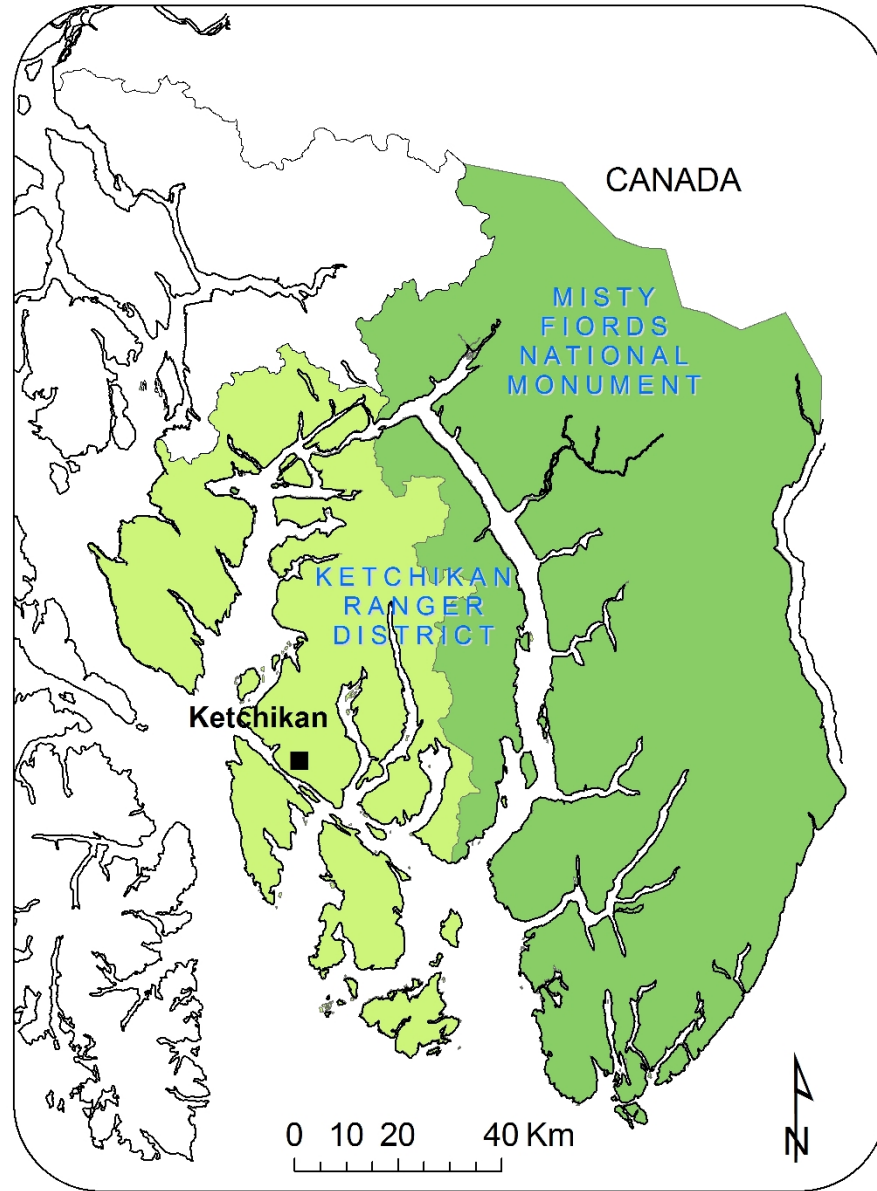 CANADA
MISTY
FIORDS
NATIONAL
MONUMENT
KETCHIKAN
RANGER
DISTRICT
Ketchikan
0 10 20 40 Km
N